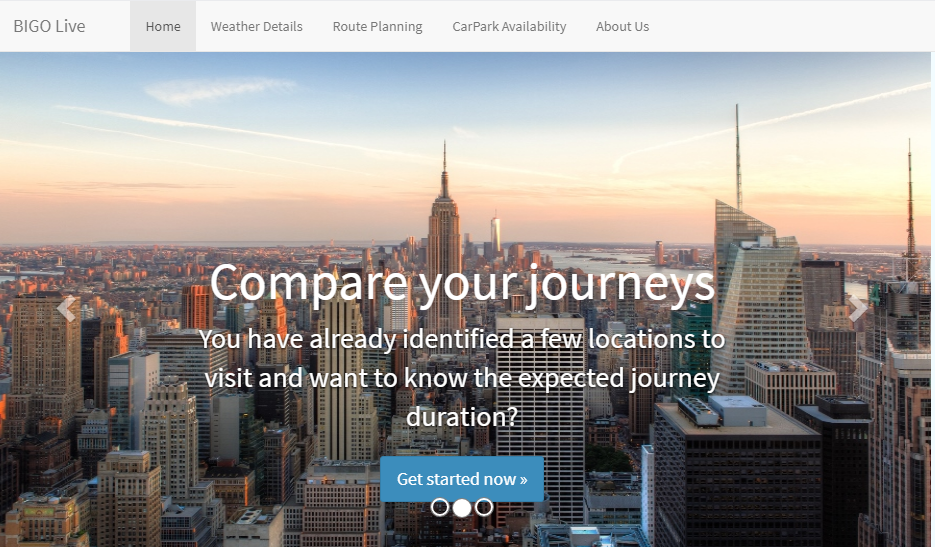 BIGO Live
Home
Weather Details
Route Planning
CarPark Availability
About Us
Compare your journeys
You have already identified a few locations to
visit and want to know the expected journey
duration?
Get started now »